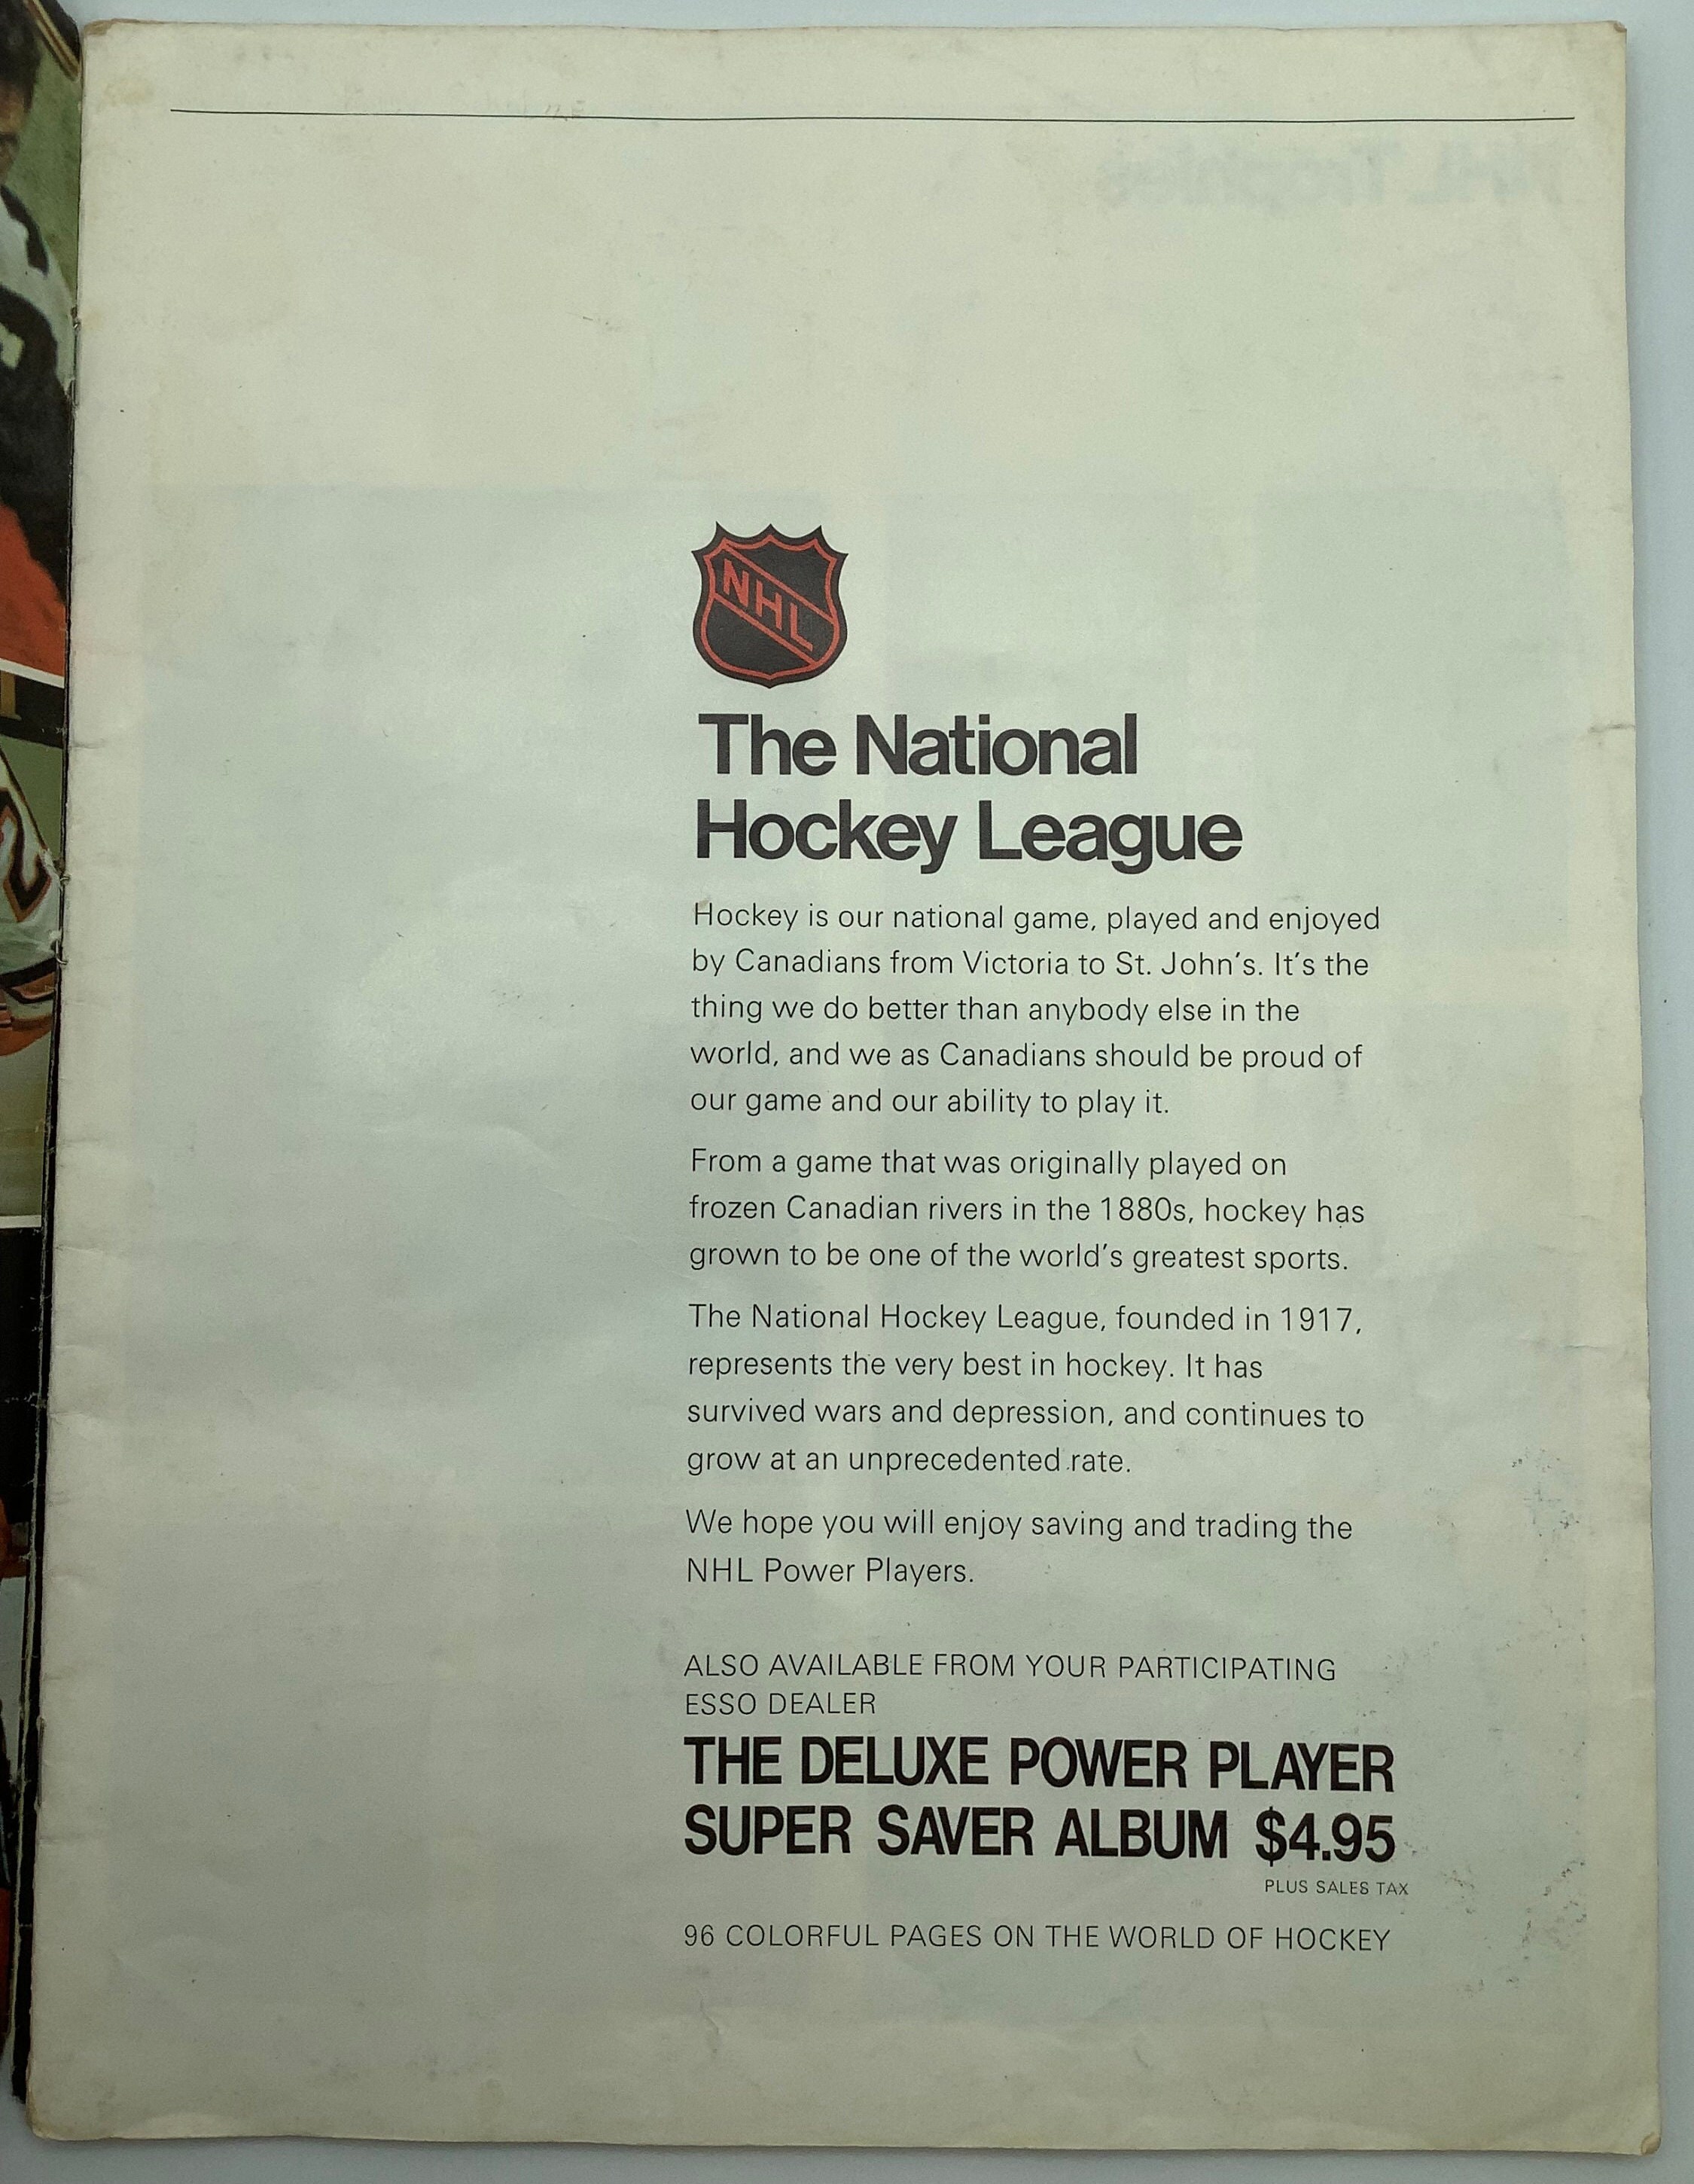 NHL
The National
Hockey League
Hockey is our national game, played and enjoyed
by Canadians from Victoria to St. John's. It's the
thing we do better than anybody else in the
world, and we as Canadians should be proud of
our game and our ability to play it.
From a game that was originally played on
frozen Canadian rivers in the 1880s, hockey has
grown to be one of the world's greatest sports.
The National Hockey League, founded in 1917,
represents the very best in hockey. It has
survived wars and depression, and continues to
grow at an unprecedented rate.
We hope you will enjoy saving and trading the
NHL Power Players.
ALSO AVAILABLE FROM YOUR PARTICIPATING
ESSO DEALER
THE DELUXE POWER PLAYER
SUPER SAVER ALBUM $4.95
PLUS SALES TAX
96 COLORFUL PAGES ON THE WORLD OF HOCKEY